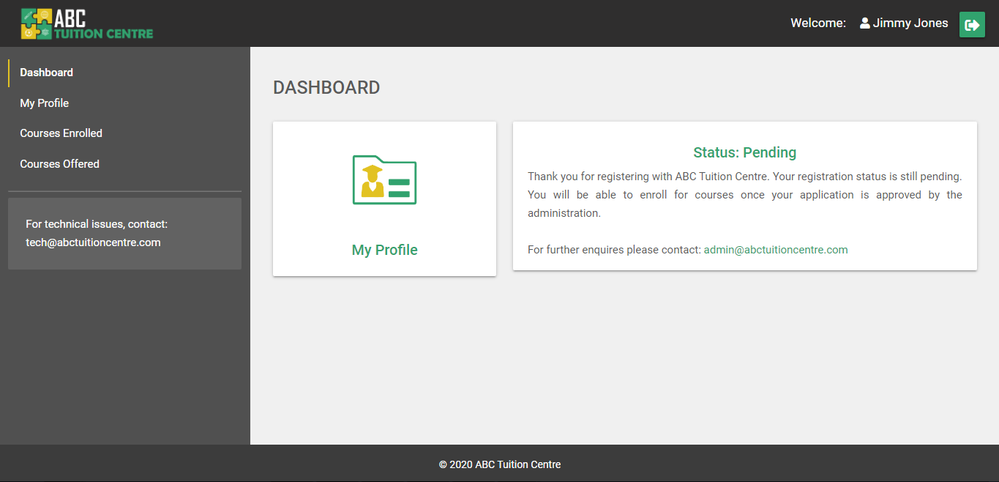 ABC
TUITION CENTRE
Welcome: Jimmy Jones
Dashboard
My Profile
Courses Enrolled
Courses Offered
For technical issues, contact:
tech@abctuitioncentre.com
DASHBOARD
My Profile
Status: Pending
Thank you for registering with ABC Tuition Centre. Your registration status is still pending.
You will be able to enroll for courses once your application is approved by the
administration.
For further enquires please contact: admin@abctuitioncentre.com
© 2020 ABC Tuition Centre